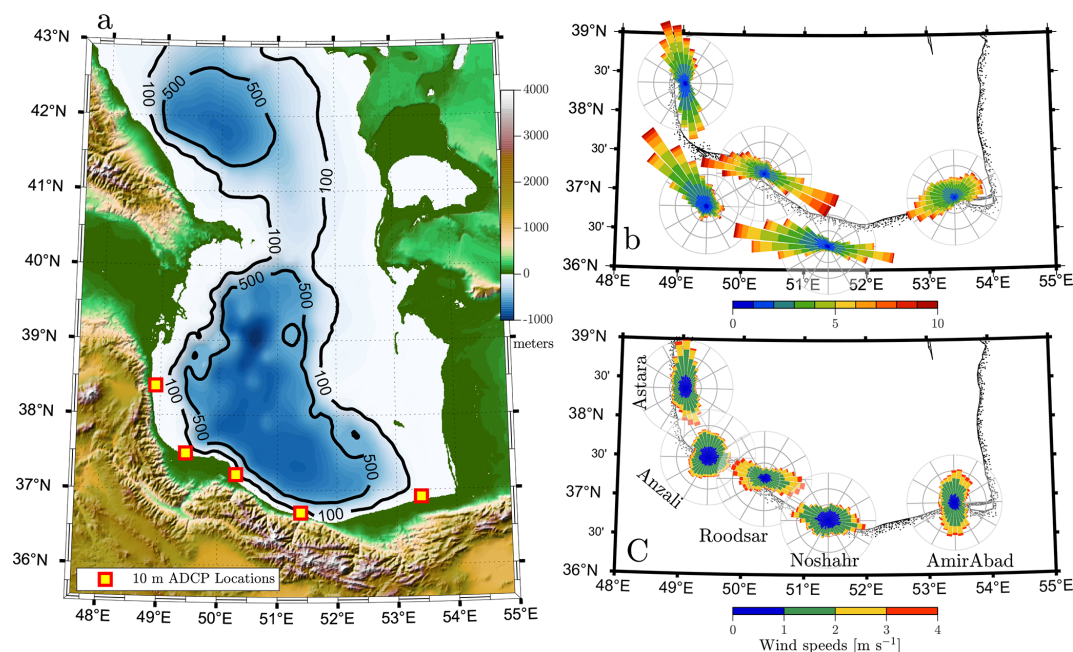 a
43°N
42°N
41°N
40°N
39°N
38°N
37°N
36°N
48°E
49°E
50°E
51°E
52°E
53°E
54°E
55°E
100
500
500
100
100
500
500
100
100
500
500
100
10 m ADCP Locations
4000
3000
2000
1000
0
-1000
meters
39°N
30'
38°N
30'
37°N
30'
36°N
b
48°E
49°E
50°E
51°E
52°E
53°E
54°E
55°E
0
5
10
39°N
30'
38°N
30'
37°N
30'
36°N
Astara
Anzali
Roodsar
Noshahr
AmirAbad
C
48°E
49°E
50°E
51°E
52°E
53°E
54°E
55°E
0
1
2
3
4
Wind speeds [m s⁻¹]